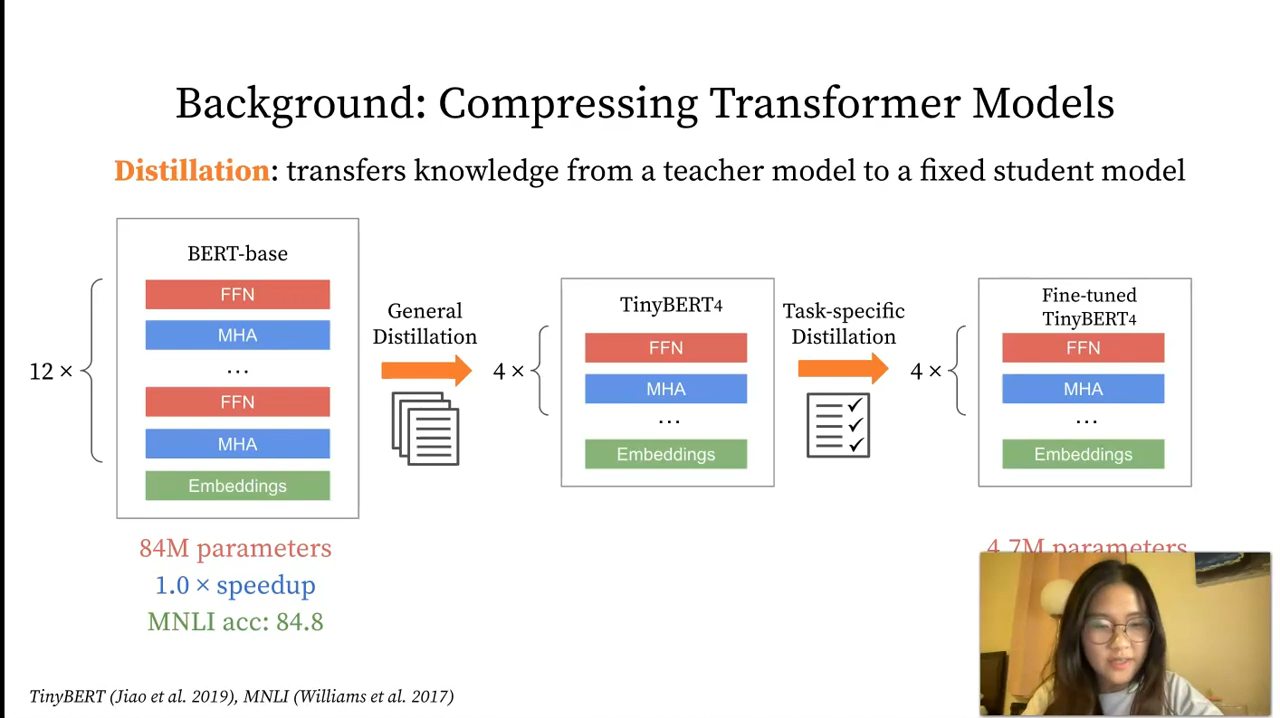 Background: Compressing Transformer Models
Distillation: transfers knowledge from a teacher model to a fixed student model
BERT-base
FFN
MHA
...
FFN
MHA
Embeddings
12 ×
84M parameters
1.0 × speedup
MNLI acc: 84.8
General
Distillation
TinyBERT4
4 ×
FFN
MHA
...
Embeddings
Task-specific
Distillation
Fine-tuned
TinyBERT4
4 ×
FFN
MHA
...
Embeddings
4.7M parameters
TinyBERT (Jiao et al. 2019), MNLI (Williams et al. 2017)